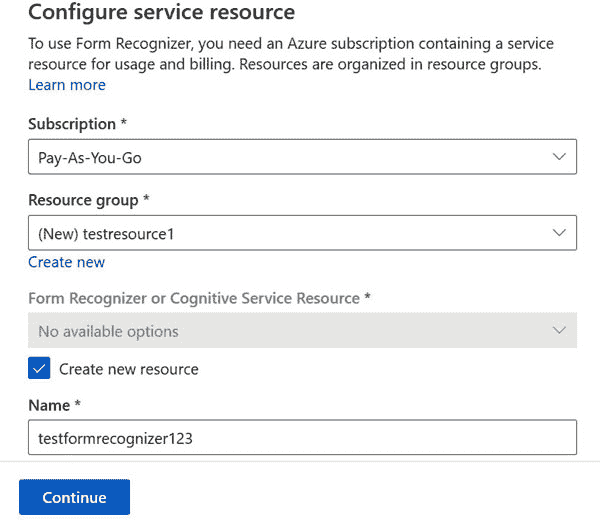 Configure service resource
To use Form Recognizer, you need an Azure subscription containing a service
resource for usage and billing. Resources are organized in resource groups.
Learn more
Subscription *
Pay-As-You-Go
Resource group *
(New) testresource1
Create new
Form Recognizer or Cognitive Service Resource *
No available options
Create new resource
Name *
testformrecognizer123
Continue